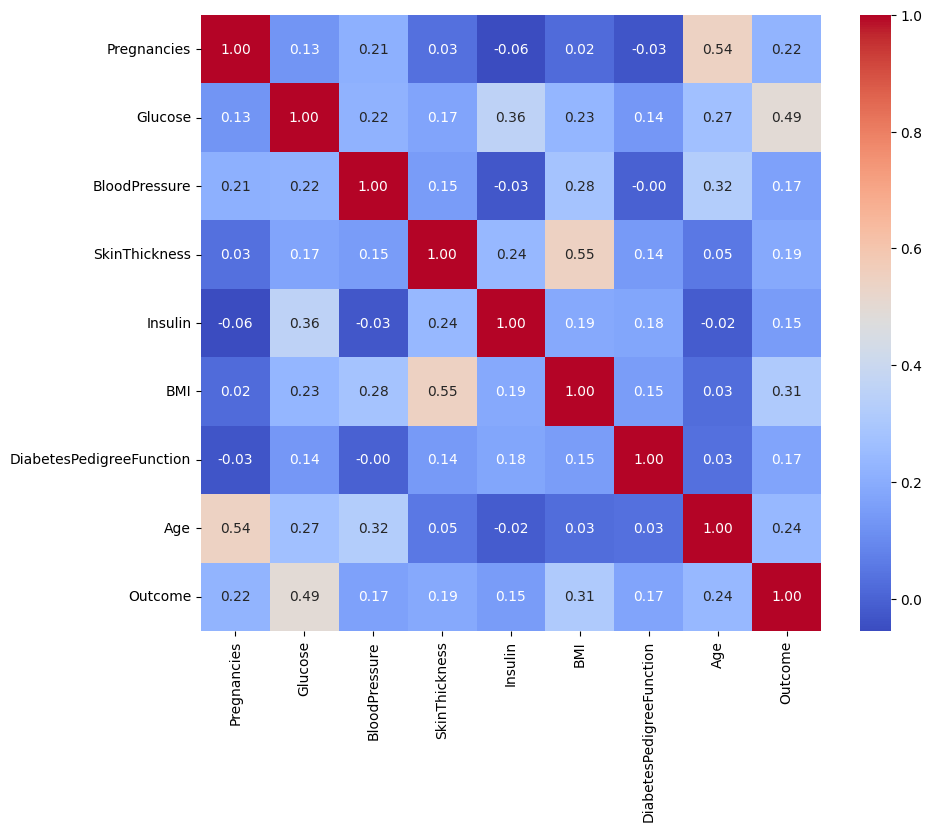 Pregnancies 1.00 0.13 0.21 0.03 -0.06 0.02 -0.03 0.54 0.22
Glucose 0.13 1.00 0.22 0.17 0.36 0.23 0.14 0.27 0.49
BloodPressure 0.21 0.22 1.00 0.15 -0.03 0.28 -0.00 0.32 0.17
SkinThickness 0.03 0.17 0.15 1.00 0.24 0.55 0.14 0.05 0.19
Insulin -0.06 0.36 -0.03 0.24 1.00 0.19 0.18 -0.02 0.15
BMI 0.02 0.23 0.28 0.55 0.19 1.00 0.15 0.03 0.31
DiabetesPedigreeFunction -0.03 0.14 -0.00 0.14 0.18 0.15 1.00 0.03 0.17
Age 0.54 0.27 0.32 0.05 -0.02 0.03 0.03 1.00 0.24
Outcome 0.22 0.49 0.17 0.19 0.15 0.31 0.17 0.24 1.00
Pregnancies
Glucose
BloodPressure
SkinThickness
Insulin
BMI
DiabetesPedigreeFunction
Age
Outcome
1.0
0.8
0.6
0.4
0.2
0.0